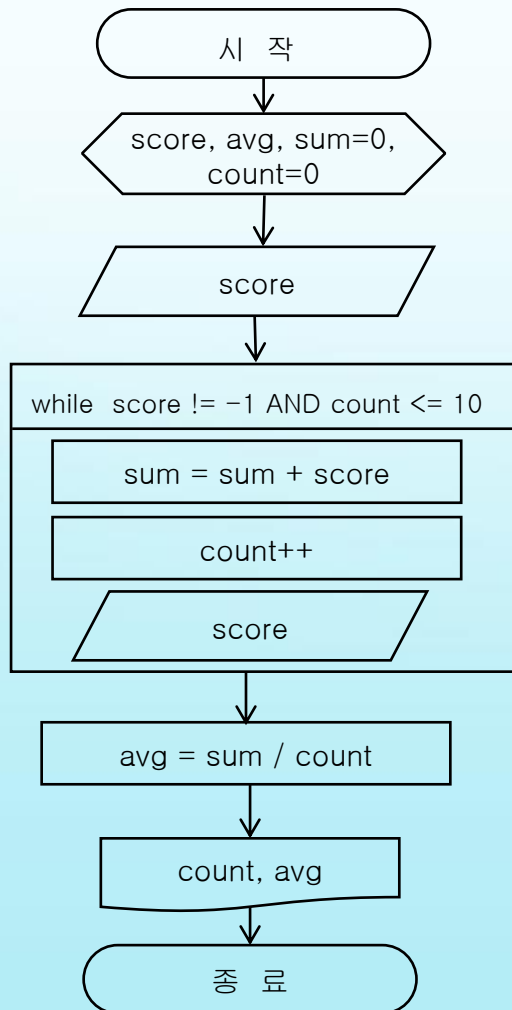 시 작
score, avg, sum=0,
count=0
score
while score != -1 AND count <= 10
sum = sum + score
count++
score
avg = sum / count
count, avg
종 료